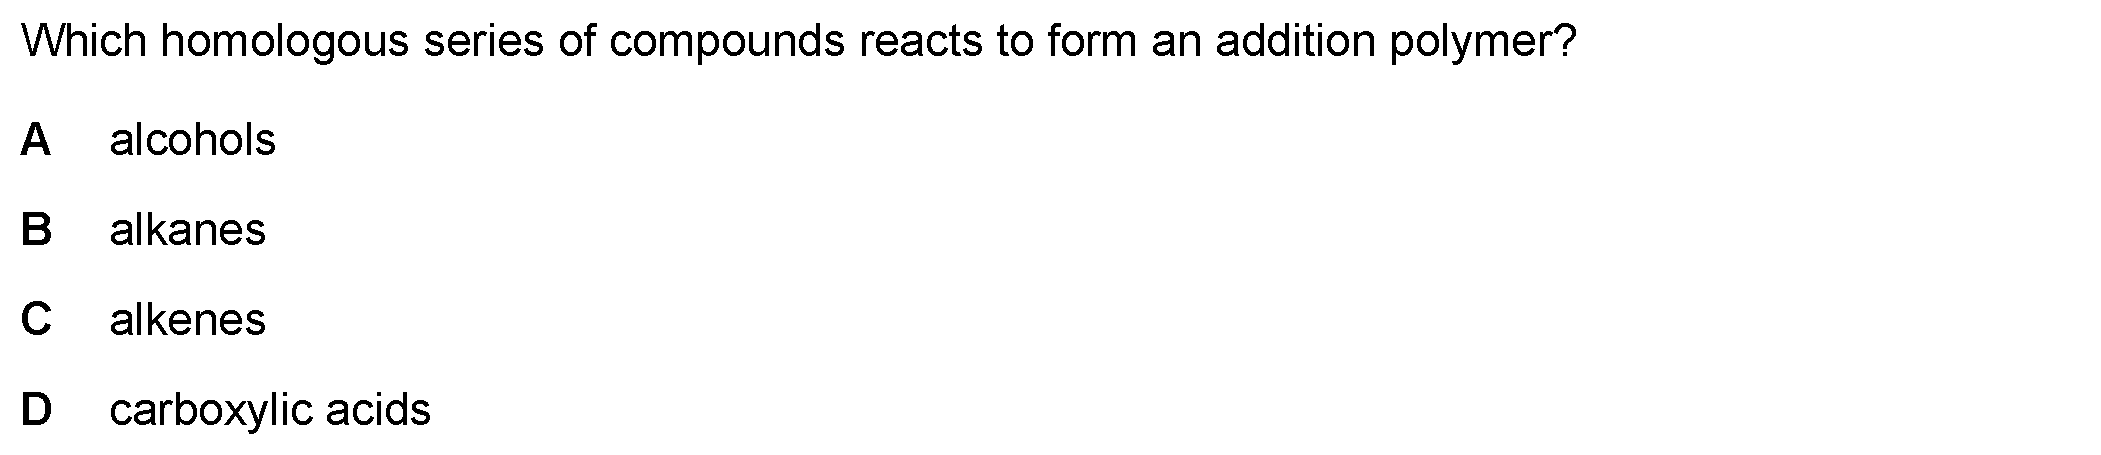 Which homologous series of compounds reacts to form an addition polymer?
A alcohols
B alkanes
C alkenes
D carboxylic acids